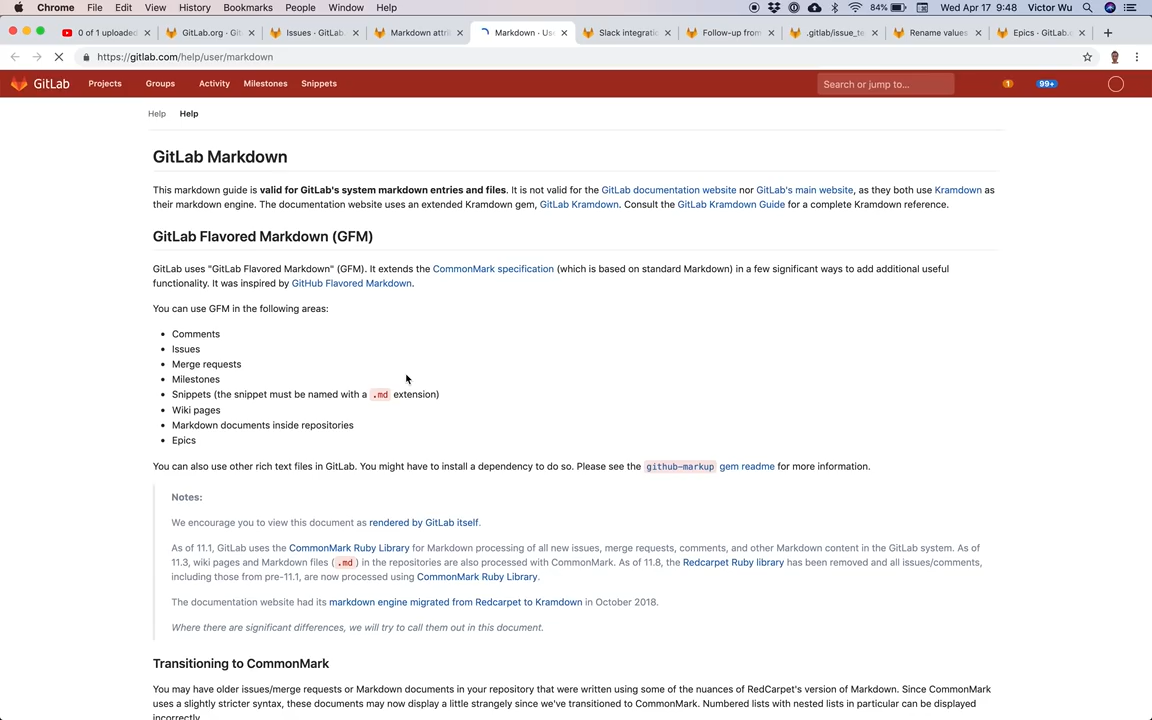 Chrome File Edit View History Bookmarks People Window Help 84% Wed Apr 17 9:48 Victor Wu
0 of 1 uploaded GitLab.org · Git Issues · GitLab. Markdown attri Markdown · Use Slack integratio Follow-up from .gitlab/issue_te Rename values Epics · GitLab.o
https://gitlab.com/help/user/markdown
GitLab Projects Groups Activity Milestones Snippets Search or jump to... 1 99+
Help Help
GitLab Markdown
This markdown guide is valid for GitLab's system markdown entries and files. It is not valid for the GitLab documentation website nor GitLab's main website, as they both use Kramdown as
their markdown engine. The documentation website uses an extended Kramdown gem, GitLab Kramdown. Consult the GitLab Kramdown Guide for a complete Kramdown reference.
GitLab Flavored Markdown (GFM)
GitLab uses "GitLab Flavored Markdown" (GFM). It extends the CommonMark specification (which is based on standard Markdown) in a few significant ways to add additional useful
functionality. It was inspired by GitHub Flavored Markdown.
You can use GFM in the following areas:
• Comments
• Issues
• Merge requests
• Milestones
• Snippets (the snippet must be named with a .md extension)
• Wiki pages
• Markdown documents inside repositories
• Epics
You can also use other rich text files in GitLab. You might have to install a dependency to do so. Please see the github-markup gem readme for more information.
Notes:
We encourage you to view this document as rendered by GitLab itself.
As of 11.1, GitLab uses the CommonMark Ruby Library for Markdown processing of all new issues, merge requests, comments, and other Markdown content in the GitLab system. As of
11.3, wiki pages and Markdown files (.md) in the repositories are also processed with CommonMark. As of 11.8, the Redcarpet Ruby library has been removed and all issues/comments,
including those from pre-11.1, are now processed using CommonMark Ruby Library.
The documentation website had its markdown engine migrated from Redcarpet to Kramdown in October 2018.
Where there are significant differences, we will try to call them out in this document.
Transitioning to CommonMark
You may have older issues/merge requests or Markdown documents in your repository that were written using some of the nuances of RedCarpet's version of Markdown. Since CommonMark
uses a slightly stricter syntax, these documents may now display a little strangely since we've transitioned to CommonMark. Numbered lists with nested lists in particular can be displayed
incorrectly.